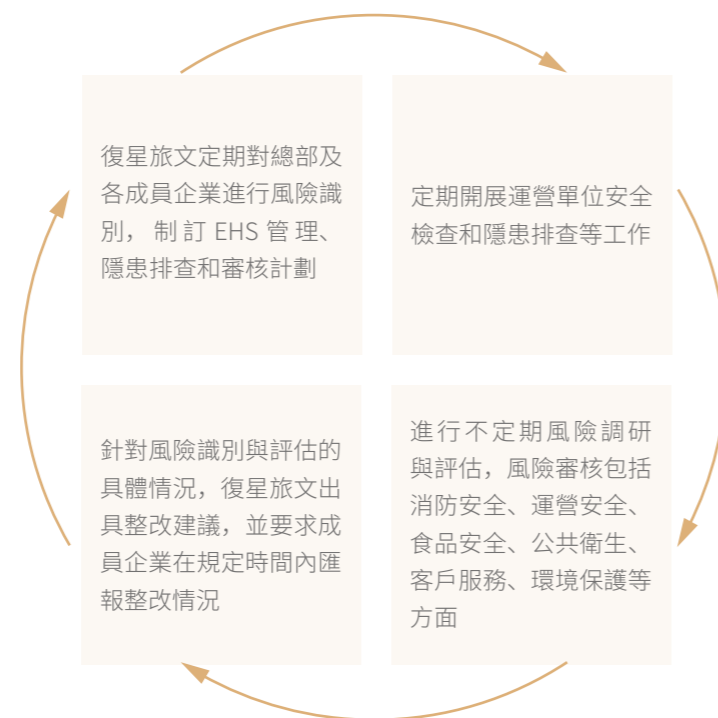 復星旅文定期對總部及
各成員企業進行風險識
別，制訂 EHS 管理、
隱患排查和審核計劃
定期開展運營單位安全
檢查和隱患排查等工作
進行不定期風險調研
與評估，風險審核包括
消防安全、運營安全、
食品安全、公共衛生、
客戶服務、環境保護等
方面
針對風險識別與評估的
具體情況，復星旅文出
具整改建議，並要求成
員企業在規定時間內匯
報整改情況